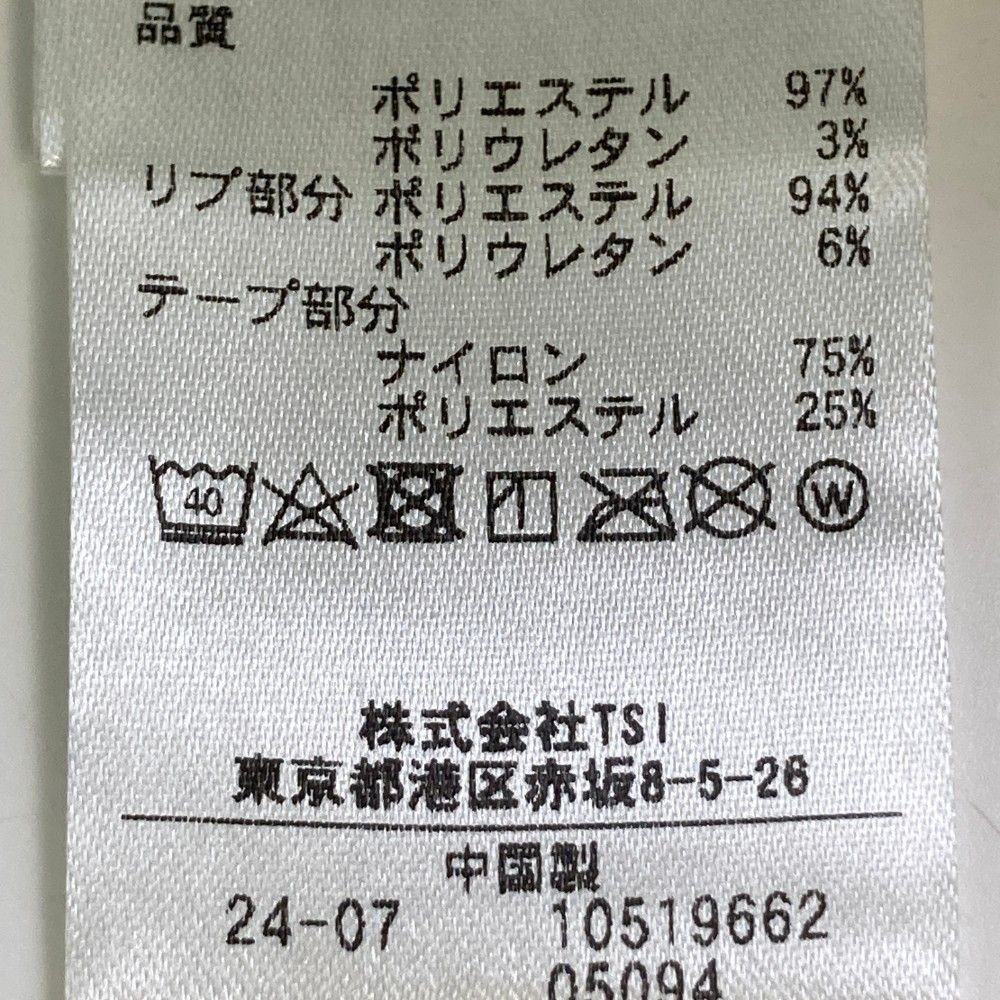 品質
ポリエステル 97%
ポリウレタン 3%
リブ部分 ポリエステル 94%
ポリウレタン 6%
テープ部分
ナイロン 75%
ポリエステル 25%
40 W
株式会社TSI
東京都港区赤坂8-5-26
中国製
24-07 10519662
05094